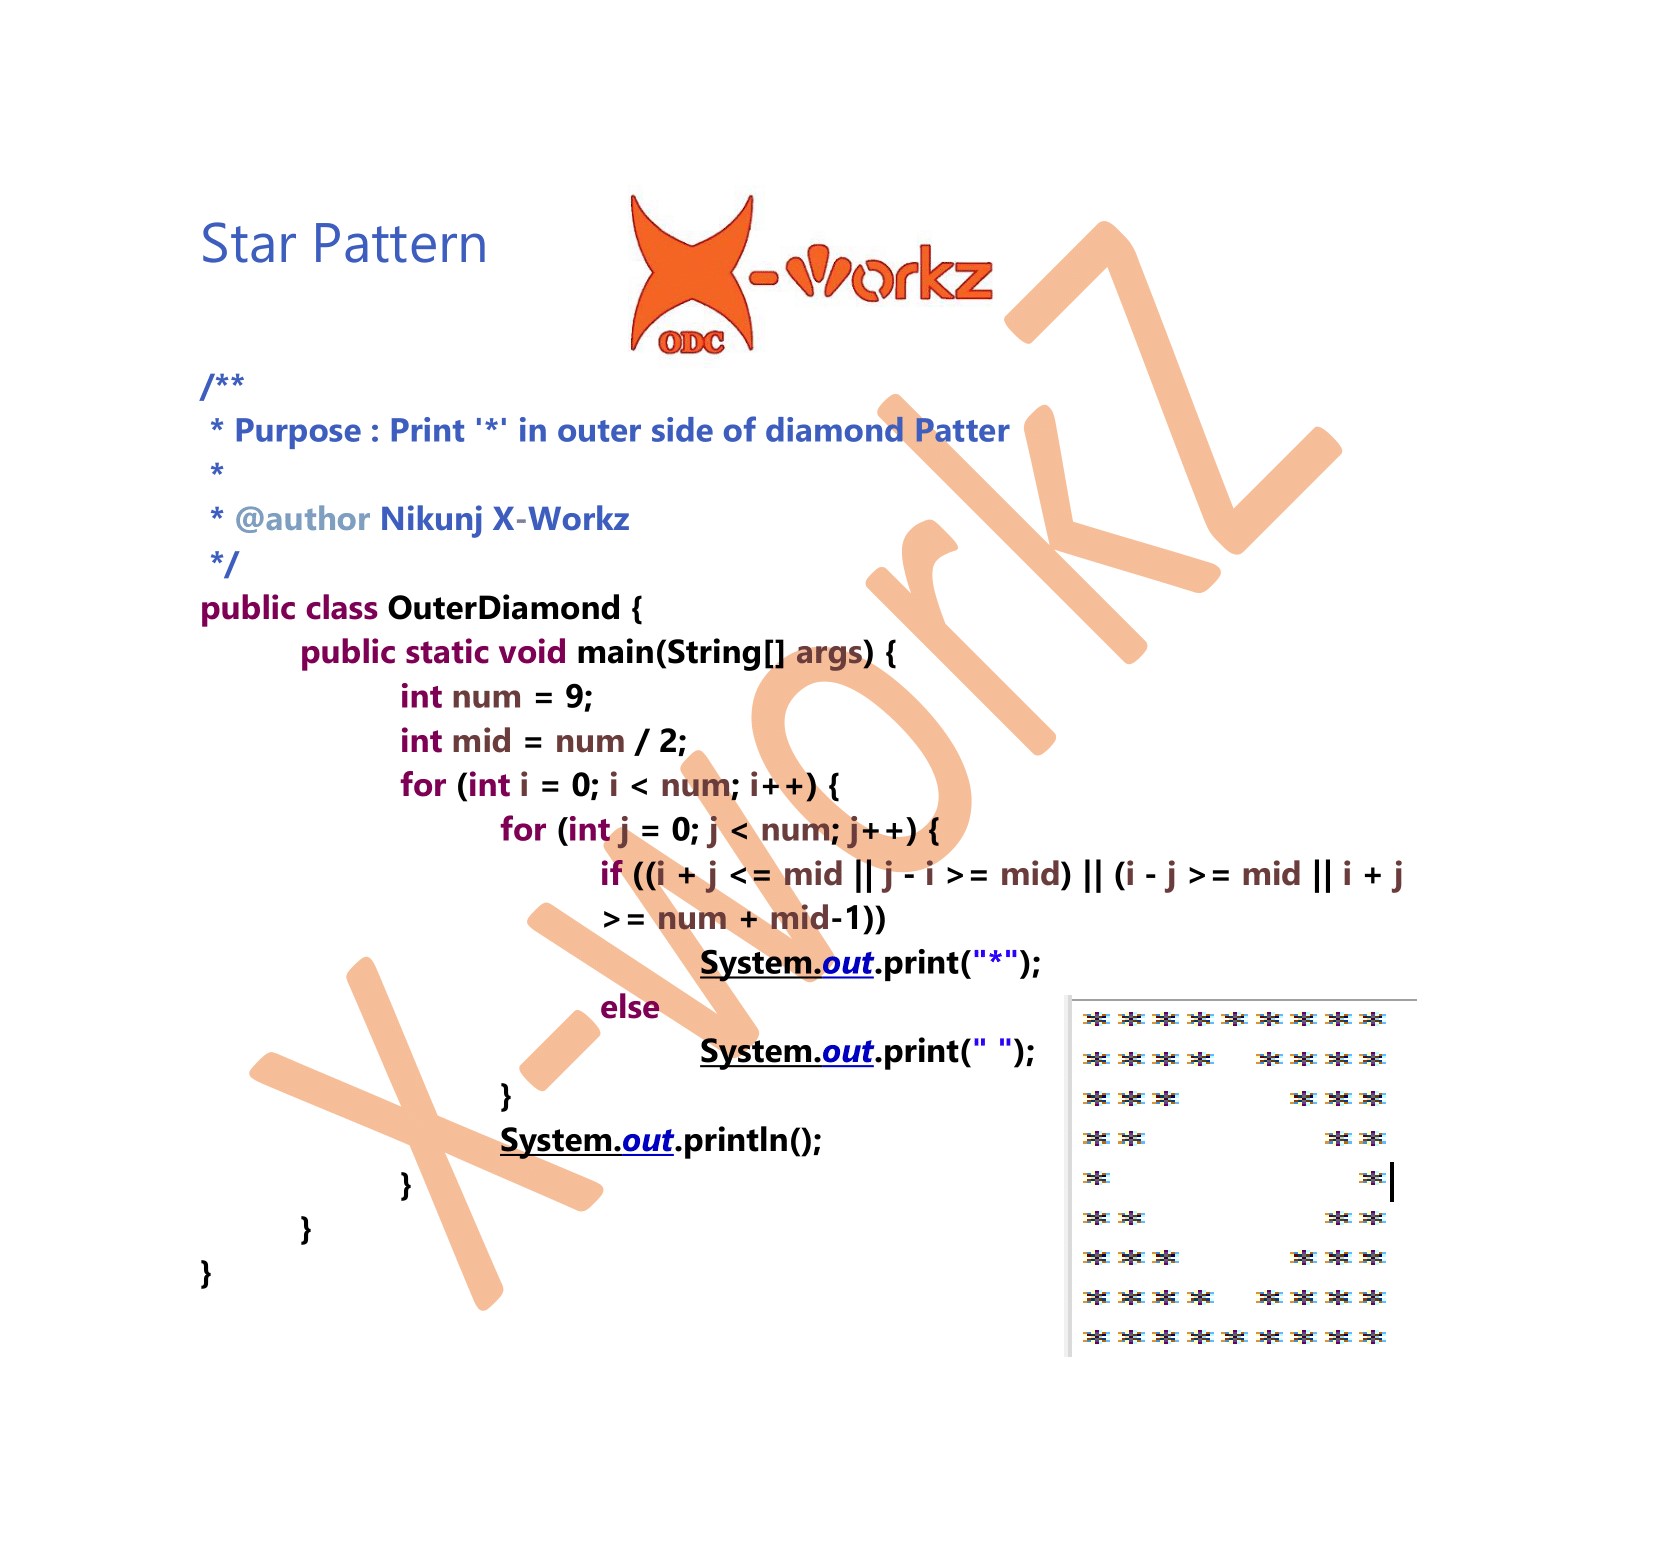 Star Pattern
X-workz
ODC
/**
* Purpose : Print '*' in outer side of diamond Patter
*
* @author Nikunj X-Workz
*/
public class OuterDiamond {
public static void main(String[] args) {
int num = 9;
int mid = num / 2;
for (int i = 0; i < num; i++) {
for (int j = 0; j < num; j++) {
if ((i + j <= mid || j - i >= mid) || (i - j >= mid || i + j
>= num + mid-1))
System.out.print("*");
else
System.out.print(" ");
}
System.out.println();
}
}
}
*********
**** ****
***   ***
**     **
*       *
**     **
***   ***
**** ****
*********
X-workZ